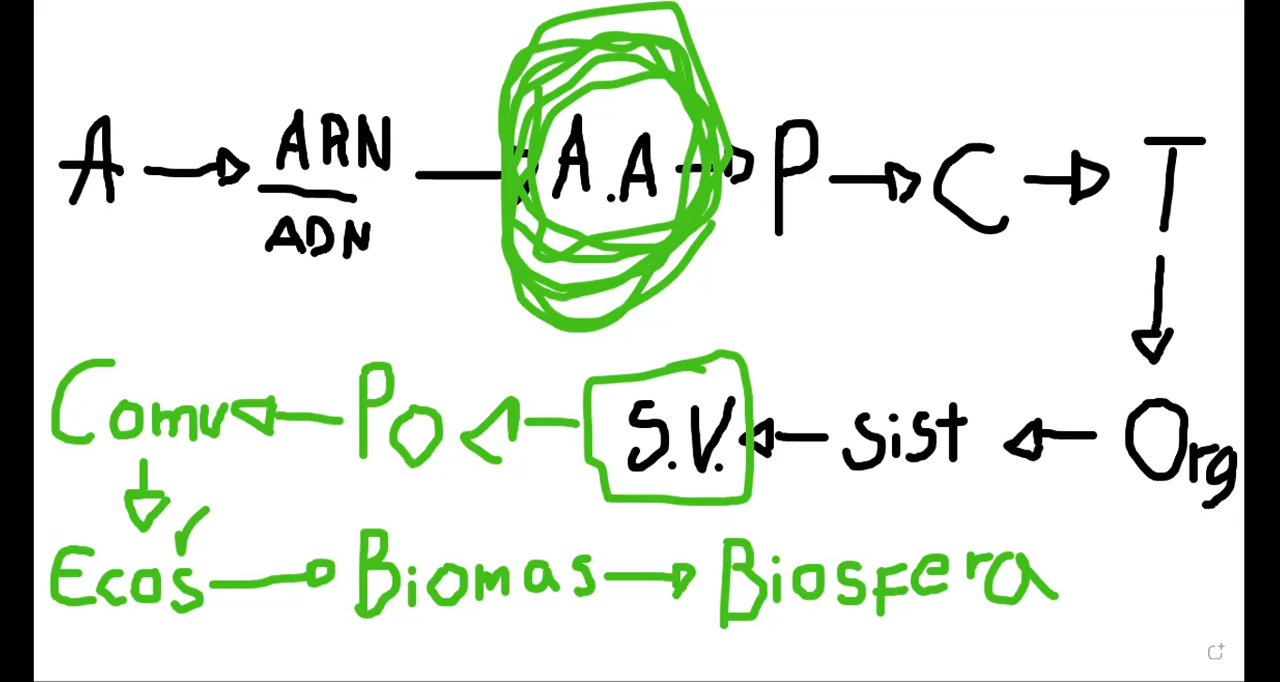 A → ARN → A.A → P → C → T
ADN
Comu ← PO ← S.V. ← Sist ← Org
Ecos → Biomas → Biosfera